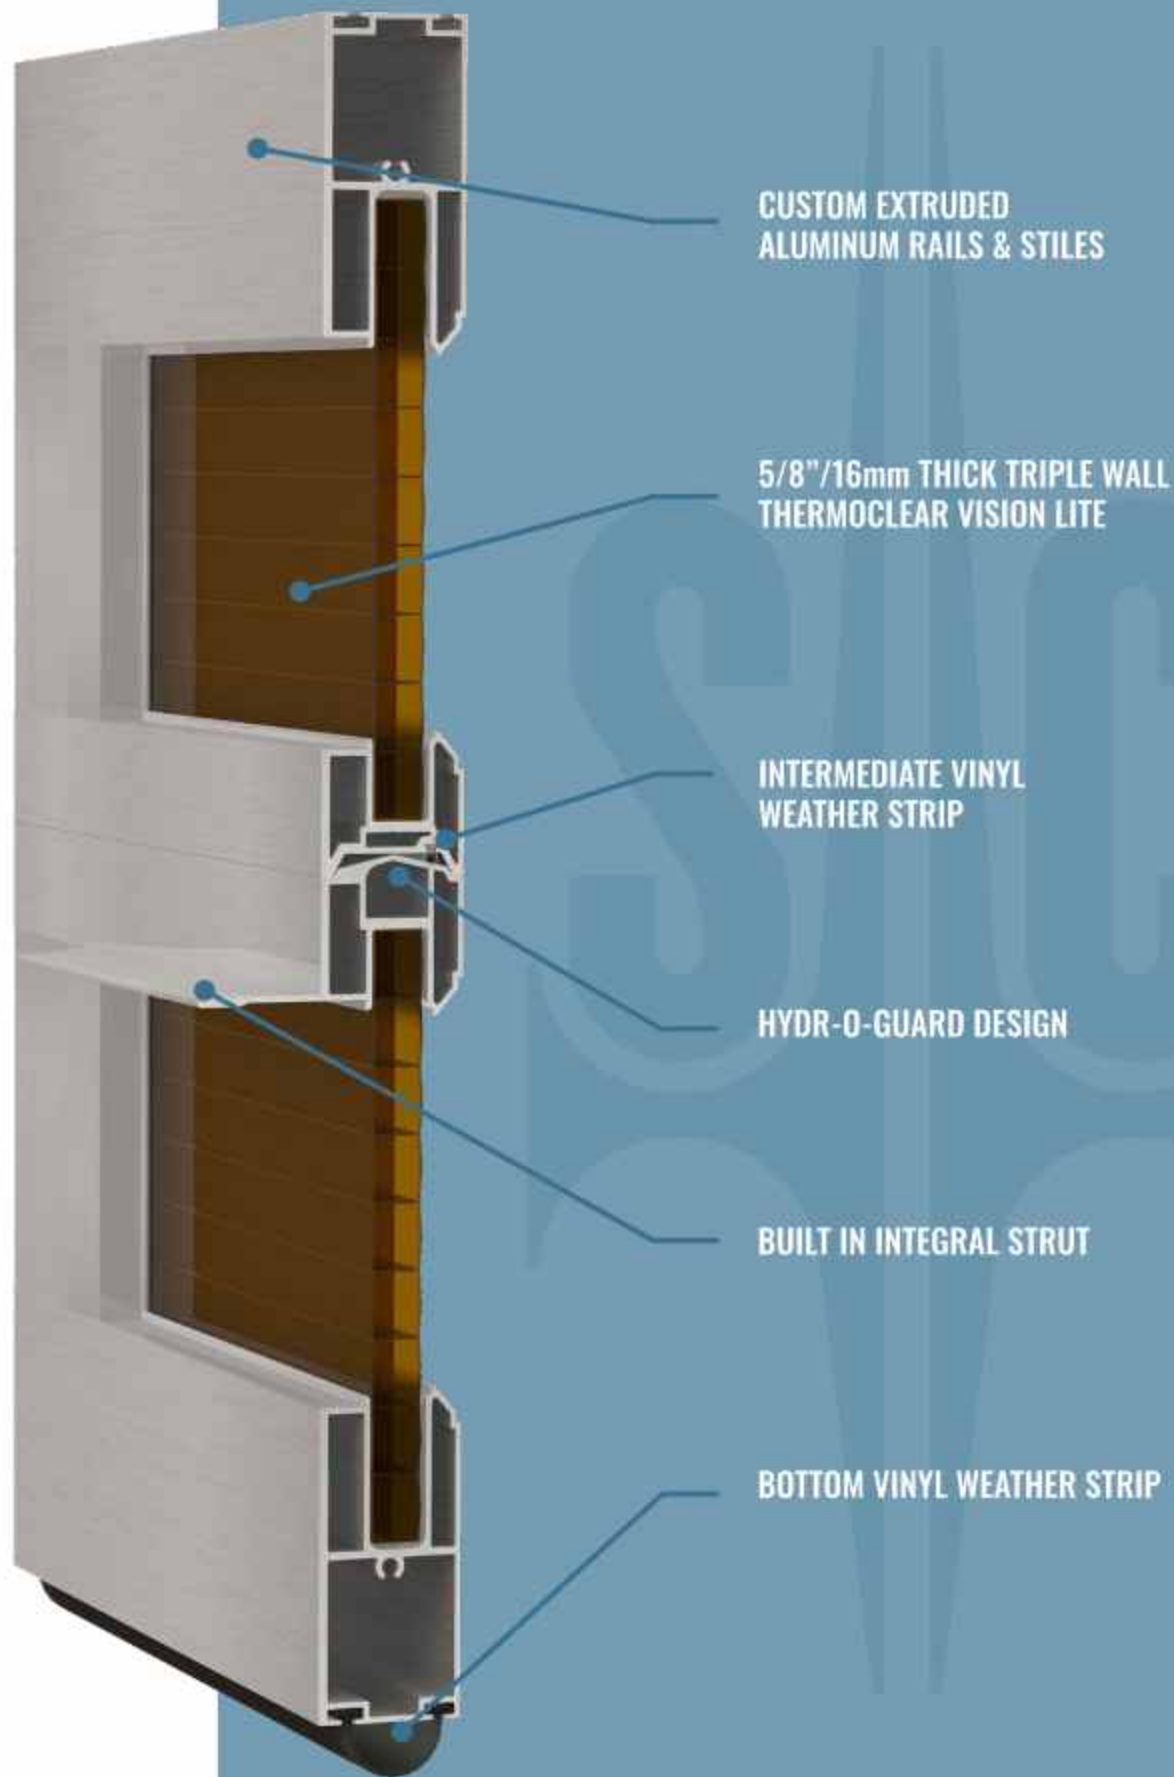 CUSTOM EXTRUDED
ALUMINUM RAILS & STILES
5/8”/16mm THICK TRIPLE WALL
THERMOCLEAR VISION LITE
INTERMEDIATE VINYL
WEATHER STRIP
HYDR-O-GUARD DESIGN
BUILT IN INTEGRAL STRUT
BOTTOM VINYL WEATHER STRIP